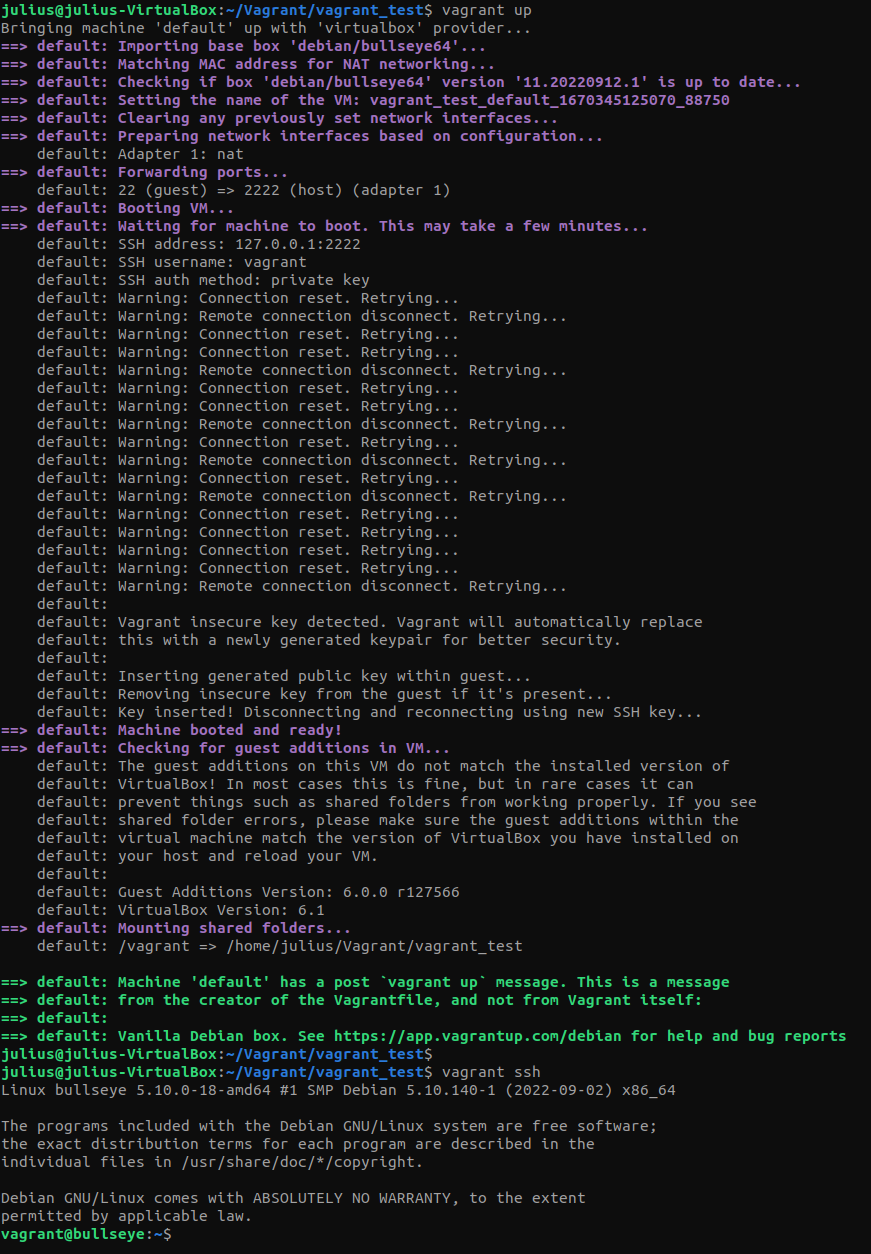 julius@julius-VirtualBox:~/Vagrant/vagrant_test$ vagrant up
Bringing machine 'default' up with 'virtualbox' provider...
==> default: Importing base box 'debian/bullseye64'...
==> default: Matching MAC address for NAT networking...
==> default: Checking if box 'debian/bullseye64' version '11.20220912.1' is up to date...
==> default: Setting the name of the VM: vagrant_test_default_1670345125070_88750
==> default: Clearing any previously set network interfaces...
==> default: Preparing network interfaces based on configuration...
    default: Adapter 1: nat
==> default: Forwarding ports...
    default: 22 (guest) => 2222 (host) (adapter 1)
==> default: Booting VM...
==> default: Waiting for machine to boot. This may take a few minutes...
    default: SSH address: 127.0.0.1:2222
    default: SSH username: vagrant
    default: SSH auth method: private key
    default: Warning: Connection reset. Retrying...
    default: Warning: Remote connection disconnect. Retrying...
    default: Warning: Connection reset. Retrying...
    default: Warning: Connection reset. Retrying...
    default: Warning: Remote connection disconnect. Retrying...
    default: Warning: Connection reset. Retrying...
    default: Warning: Connection reset. Retrying...
    default: Warning: Remote connection disconnect. Retrying...
    default: Warning: Connection reset. Retrying...
    default: Warning: Remote connection disconnect. Retrying...
    default: Warning: Connection reset. Retrying...
    default: Warning: Remote connection disconnect. Retrying...
    default: Warning: Connection reset. Retrying...
    default: Warning: Connection reset. Retrying...
    default: Warning: Connection reset. Retrying...
    default: Warning: Connection reset. Retrying...
    default: Warning: Remote connection disconnect. Retrying...
    default:
    default: Vagrant insecure key detected. Vagrant will automatically replace
    default: this with a newly generated keypair for better security.
    default:
    default: Inserting generated public key within guest...
    default: Removing insecure key from the guest if it's present...
    default: Key inserted! Disconnecting and reconnecting using new SSH key...
==> default: Machine booted and ready!
==> default: Checking for guest additions in VM...
    default: The guest additions on this VM do not match the installed version of
    default: VirtualBox! In most cases this is fine, but in rare cases it can
    default: prevent things such as shared folders from working properly. If you see
    default: shared folder errors, please make sure the guest additions within the
    default: virtual machine match the version of VirtualBox you have installed on
    default: your host and reload your VM.
    default:
    default: Guest Additions Version: 6.0.0 r127566
    default: VirtualBox Version: 6.1
==> default: Mounting shared folders...
    default: /vagrant => /home/julius/Vagrant/vagrant_test

==> default: Machine 'default' has a post `vagrant up` message. This is a message
==> default: from the creator of the Vagrantfile, and not from Vagrant itself:
==> default:
==> default: Vanilla Debian box. See https://app.vagrantup.com/debian for help and bug reports
julius@julius-VirtualBox:~/Vagrant/vagrant_test$
julius@julius-VirtualBox:~/Vagrant/vagrant_test$ vagrant ssh
Linux bullseye 5.10.0-18-amd64 #1 SMP Debian 5.10.140-1 (2022-09-02) x86_64

The programs included with the Debian GNU/Linux system are free software;
the exact distribution terms for each program are described in the
individual files in /usr/share/doc/*/copyright.

Debian GNU/Linux comes with ABSOLUTELY NO WARRANTY, to the extent
permitted by applicable law.
vagrant@bullseye:~$